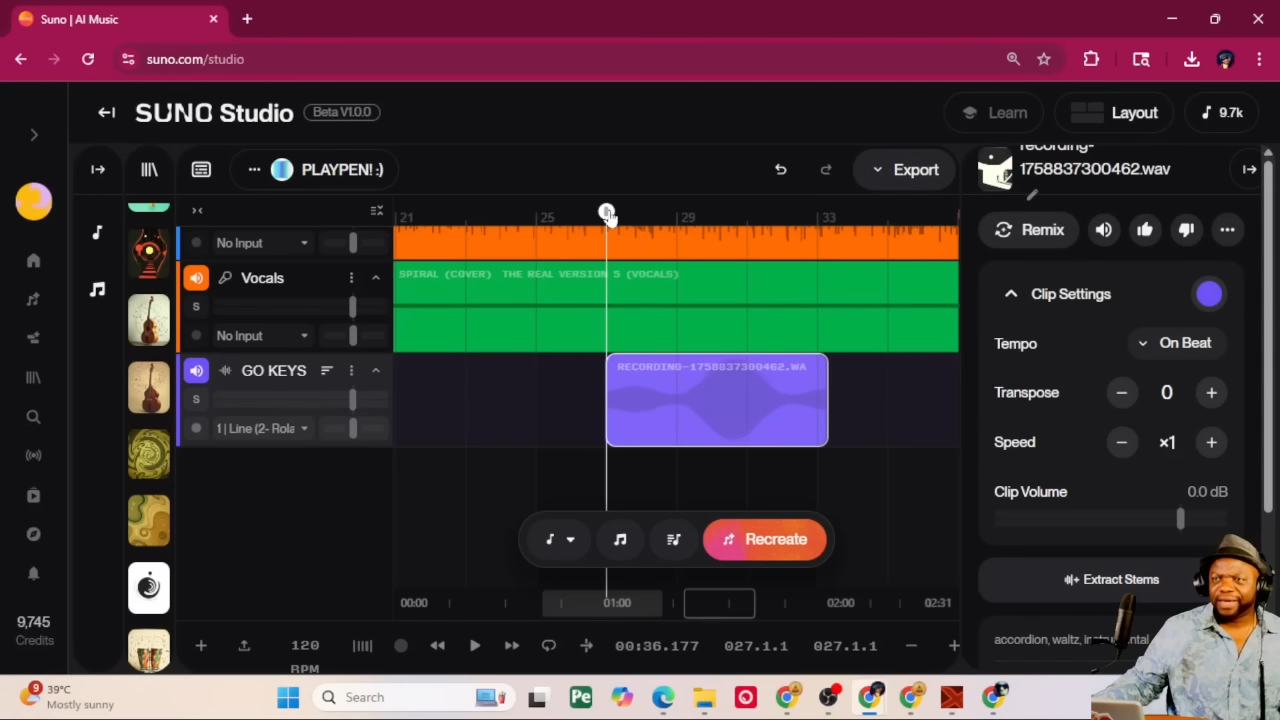 Suno | AI Music
suno.com/studio
SUNO Studio
Beta V1.0.0
Learn
Layout
9.7k
PLAYPEN! :)
Export
recording-
1758837300462.wav
21
25
29
33
No Input
Remix
Vocals
SPIRAL (COVER) THE REAL VERSION 5 (VOCALS)
S
Clip Settings
No Input
Tempo
On Beat
GO KEYS
RECORDING-1758837300462.WA
S
Transpose
0
1 | Line (2- Rola
Speed
×1
Clip Volume
0.0 dB
Recreate
Extract Stems
00:00
01:00
02:00
02:31
9,745
Credits
accordion, waltz, instrumental
120
BPM
00:36.177
027.1.1
027.1.1
9
39°C
Mostly sunny
Search
Pe